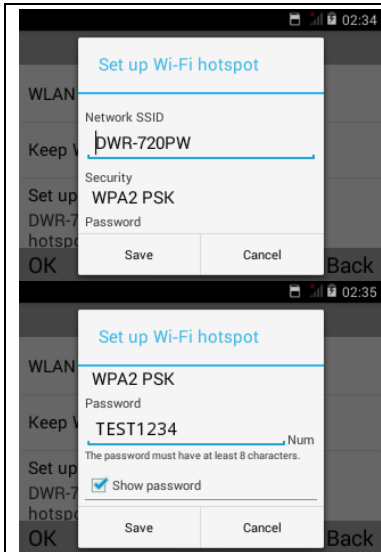 02:34
Set up Wi-Fi hotspot
WLAN
Network SSID
DWR-720PW
Keep
Security
Set up
WPA2 PSK
DWR-7
Password
hotspo
Save Cancel
OK Back
02:35
Set up Wi-Fi hotspot
WLAN
WPA2 PSK
Password
Keep
TEST1234
Num
The password must have at least 8 characters.
Set up
Show password
DWR-7
hotspo
Save Cancel
OK Back